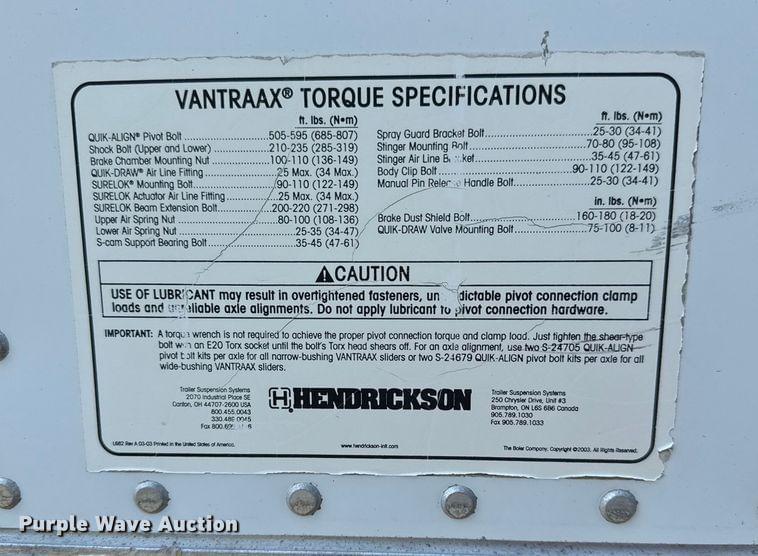 VANTRAAX® TORQUE SPECIFICATIONS
ft. lbs. (N•m)
QUIK-ALIGN® Pivot Bolt 505-595 (685-807)
Shock Bolt (Upper and Lower) 210-235 (285-319)
Brake Chamber Mounting Nut 100-110 (136-149)
QUIK-DRAW® Air Line Fitting 25 Max. (34 Max.)
SURELOK® Mounting Bolt 90-110 (122-149)
SURELOK Actuator Air Line Fitting 25 Max. (34 Max.)
SURELOK Beam Extension Bolt 200-220 (271-298)
Upper Air Spring Nut 80-100 (108-136)
Lower Air Spring Nut 25-35 (34-47)
S-cam Support Bearing Bolt 35-45 (47-61)
ft. lbs. (N•m)
Spray Guard Bracket Bolt 25-30 (34-41)
Stinger Mounting Bolt 70-80 (95-108)
Stinger Air Line Bracket 35-45 (47-61)
Body Clip Bolt 90-110 (122-149)
Manual Pin Release Handle Bolt 25-30 (34-41)
in. lbs. (N•m)
Brake Dust Shield Bolt 160-180 (18-20)
QUIK-DRAW Valve Mounting Bolt 75-100 (8-11)
⚠CAUTION
USE OF LUBRICANT may result in overtightened fasteners, unpredictable pivot connection clamp
loads and unreliable axle alignments. Do not apply lubricant to pivot connection hardware.
IMPORTANT: A torque wrench is not required to achieve the proper pivot connection torque and clamp load. Just tighten the shear-type
bolt with an E20 Torx socket until the bolt's Torx head shears off. For an axle alignment, use two S-24705 QUIK-ALIGN
pivot bolt kits per axle for all narrow-bushing VANTRAAX sliders or two S-24679 QUIK-ALIGN pivot bolt kits per axle for all
wide-bushing VANTRAAX sliders.
Trailer Suspension Systems
2070 Industrial Place SE
Canton, OH 44707-2600 USA
800.455.0043
330.489.0045
Fax 800.696
H HENDRICKSON
Trailer Suspension Systems
250 Chrysler Drive, Unit #3
Brampton, ON L6S 6B6 Canada
905.789.1030
Fax 905.789.1033
L982 Rev A 03-03 Printed in the United States of America.
www.hendrickson-intl.com
The Boler Company. Copyright ©2003. All Rights Reserved.
Purple Wave Auction